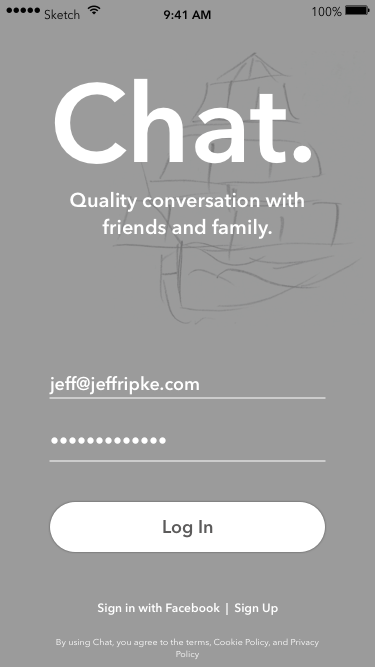 Sketch 9:41 AM 100%
Chat.
Quality conversation with
friends and family.
jeff@jeffripke.com
•••••••••••••
Log In
Sign in with Facebook | Sign Up
By using Chat, you agree to the terms, Cookie Policy, and Privacy
Policy